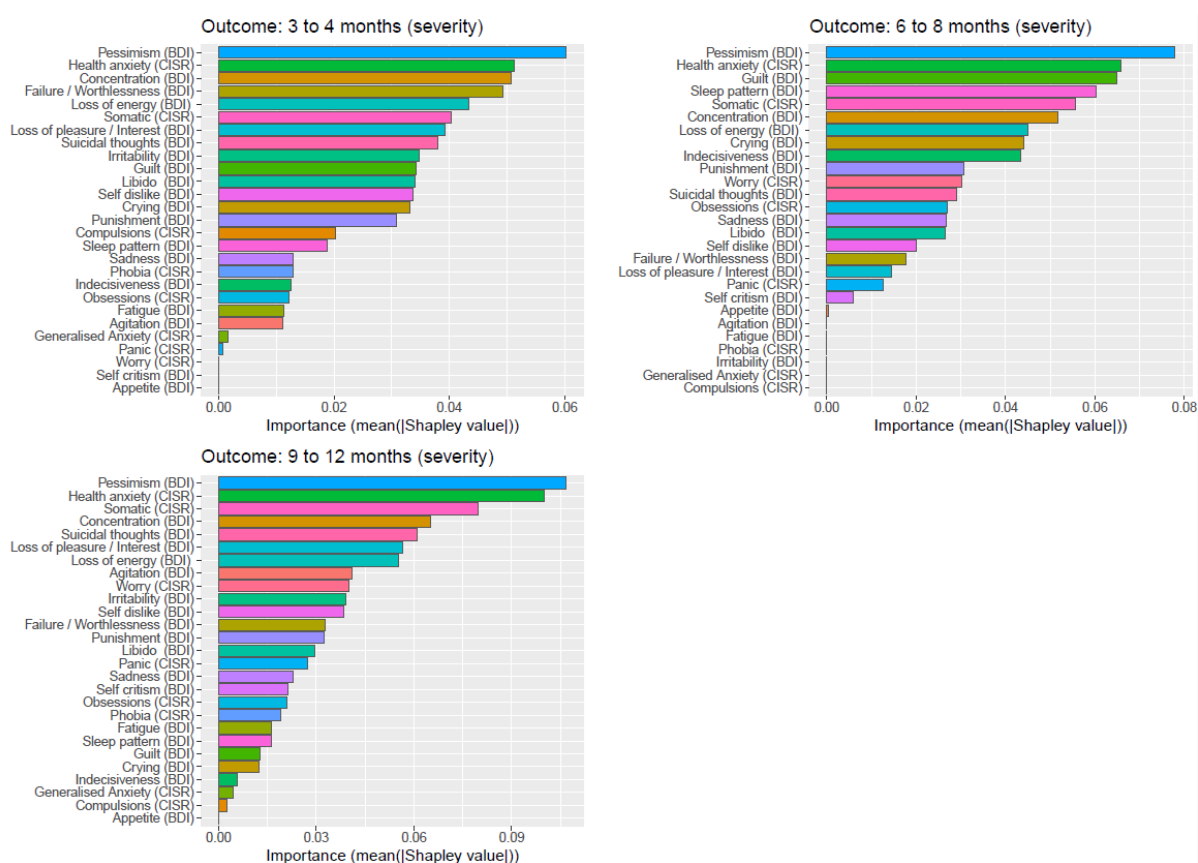 Outcome: 3 to 4 months (severity)
Pessimism (BDI)
Health anxiety (CISR)
Concentration (BDI)
Failure / Worthlessness (BDI)
Loss of energy (BDI)
Somatic (CISR)
Loss of pleasure / Interest (BDI)
Suicidal thoughts (BDI)
Irritability (BDI)
Guilt (BDI)
Libido (BDI)
Self dislike (BDI)
Crying (BDI)
Punishment (BDI)
Compulsions (CISR)
Sleep pattern (BDI)
Sadness (BDI)
Phobia (CISR)
Indecisiveness (BDI)
Obsessions (CISR)
Fatigue (BDI)
Agitation (BDI)
Generalised Anxiety (CISR)
Panic (CISR)
Worry (CISR)
Self critism (BDI)
Appetite (BDI)
0.00 0.02 0.04 0.06
Importance (mean(|Shapley value|))
Outcome: 6 to 8 months (severity)
Pessimism (BDI)
Health anxiety (CISR)
Guilt (BDI)
Sleep pattern (BDI)
Somatic (CISR)
Concentration (BDI)
Loss of energy (BDI)
Crying (BDI)
Indecisiveness (BDI)
Punishment (BDI)
Worry (CISR)
Suicidal thoughts (BDI)
Obsessions (CISR)
Sadness (BDI)
Libido (BDI)
Self dislike (BDI)
Failure / Worthlessness (BDI)
Loss of pleasure / Interest (BDI)
Panic (CISR)
Self critism (BDI)
Appetite (BDI)
Agitation (BDI)
Fatigue (BDI)
Phobia (CISR)
Irritability (BDI)
Generalised Anxiety (CISR)
Compulsions (CISR)
0.00 0.02 0.04 0.06 0.08
Importance (mean(|Shapley value|))
Outcome: 9 to 12 months (severity)
Pessimism (BDI)
Health anxiety (CISR)
Somatic (CISR)
Concentration (BDI)
Suicidal thoughts (BDI)
Loss of pleasure / Interest (BDI)
Loss of energy (BDI)
Agitation (BDI)
Worry (CISR)
Irritability (BDI)
Self dislike (BDI)
Failure / Worthlessness (BDI)
Punishment (BDI)
Libido (BDI)
Panic (CISR)
Sadness (BDI)
Self critism (BDI)
Obsessions (CISR)
Phobia (CISR)
Fatigue (BDI)
Sleep pattern (BDI)
Guilt (BDI)
Crying (BDI)
Indecisiveness (BDI)
Generalised Anxiety (CISR)
Compulsions (CISR)
Appetite (BDI)
0.00 0.03 0.06 0.09
Importance (mean(|Shapley value|))